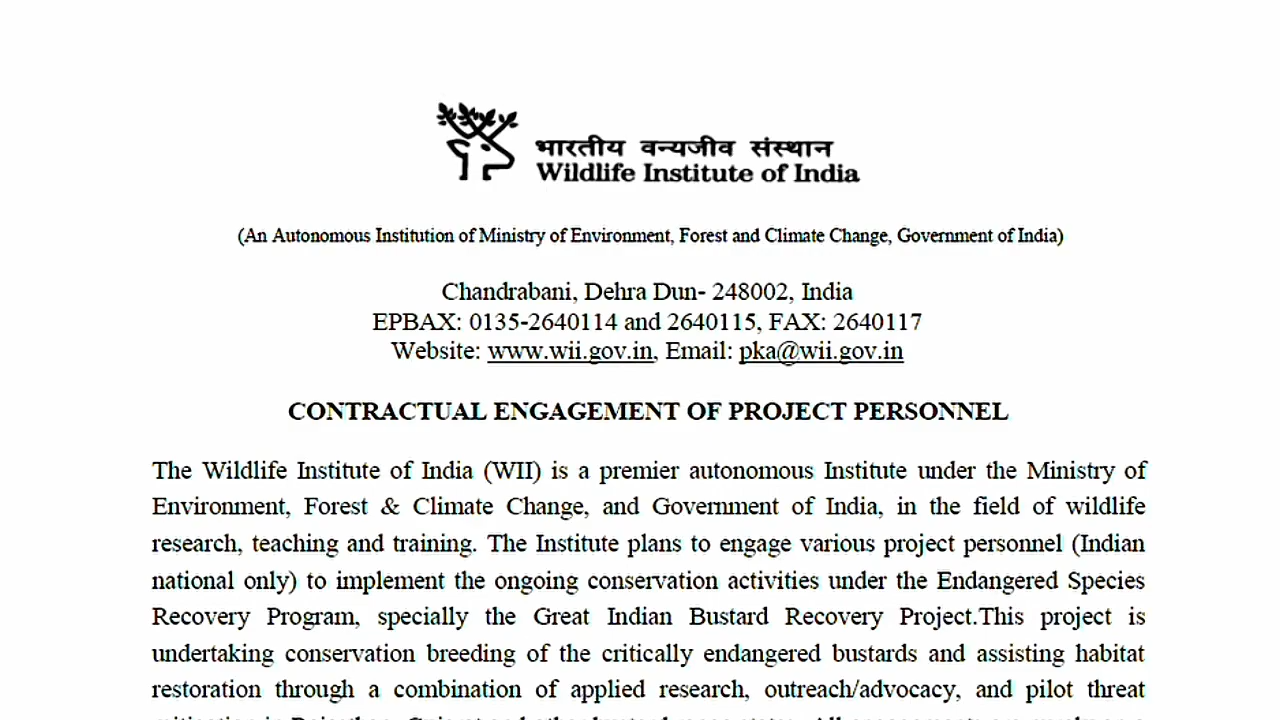 भारतीय वन्यजीव संस्थान
Wildlife Institute of India
(An Autonomous Institution of Ministry of Environment, Forest and Climate Change, Government of India)
Chandrabani, Dehra Dun- 248002, India
EPBAX: 0135-2640114 and 2640115, FAX: 2640117
Website: www.wii.gov.in, Email: pka@wii.gov.in
CONTRACTUAL ENGAGEMENT OF PROJECT PERSONNEL
The Wildlife Institute of India (WII) is a premier autonomous Institute under the Ministry of
Environment, Forest & Climate Change, and Government of India, in the field of wildlife
research, teaching and training. The Institute plans to engage various project personnel (Indian
national only) to implement the ongoing conservation activities under the Endangered Species
Recovery Program, specially the Great Indian Bustard Recovery Project.This project is
undertaking conservation breeding of the critically endangered bustards and assisting habitat
restoration through a combination of applied research, outreach/advocacy, and pilot threat